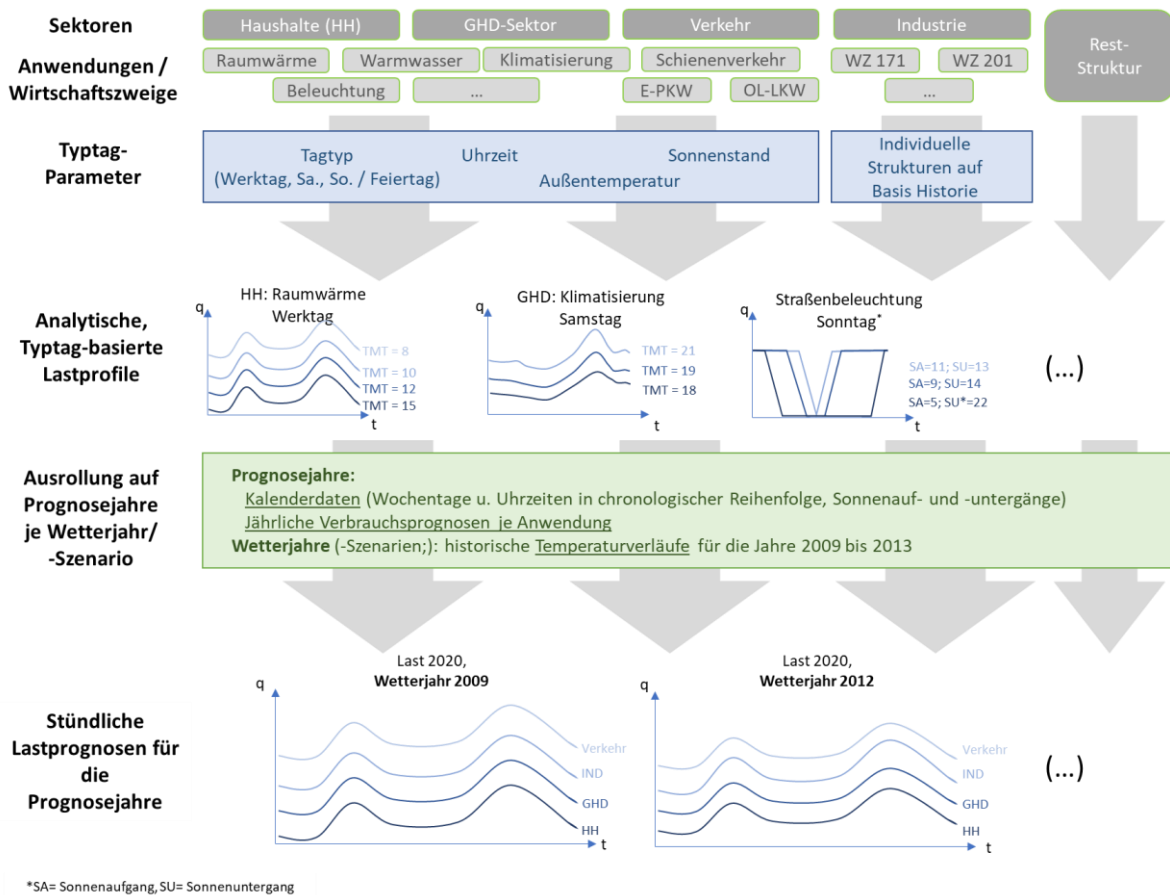 Sektoren
Haushalte (HH)
GHD-Sektor
Verkehr
Industrie
Rest-
Struktur
Anwendungen /
Wirtschaftszweige
Raumwärme
Warmwasser
Klimatisierung
Schienenverkehr
WZ 171
WZ 201
Beleuchtung
...
E-PKW
OL-LKW
...
Typtag-
Parameter
Tagtyp
(Werktag, Sa., So. / Feiertag)
Uhrzeit
Außentemperatur
Sonnenstand
Individuelle
Strukturen auf
Basis Historie
Analytische,
Typtag-basierte
Lastprofile
q
HH: Raumwärme
Werktag
TMT = 8
TMT = 10
TMT = 12
TMT = 15
t
q
GHD: Klimatisierung
Samstag
TMT = 21
TMT = 19
TMT = 18
t
q
Straßenbeleuchtung
Sonntag*
SA=11; SU=13
SA=9; SU=14
SA=5; SU*=22
t
(...)
Ausrollung auf
Prognosejahre
je Wetterjahr/
-Szenario
Prognosejahre:
Kalenderdaten (Wochentage u. Uhrzeiten in chronologischer Reihenfolge, Sonnenauf- und -untergänge)
Jährliche Verbrauchsprognosen je Anwendung
Wetterjahre (-Szenarien;): historische Temperaturverläufe für die Jahre 2009 bis 2013
Stündliche
Lastprognosen für
die
Prognosejahre
Last 2020,
Wetterjahr 2009
q
Verkehr
IND
GHD
HH
t
Last 2020,
Wetterjahr 2012
q
Verkehr
IND
GHD
HH
t
(...)
*SA= Sonnenaufgang, SU= Sonnenuntergang